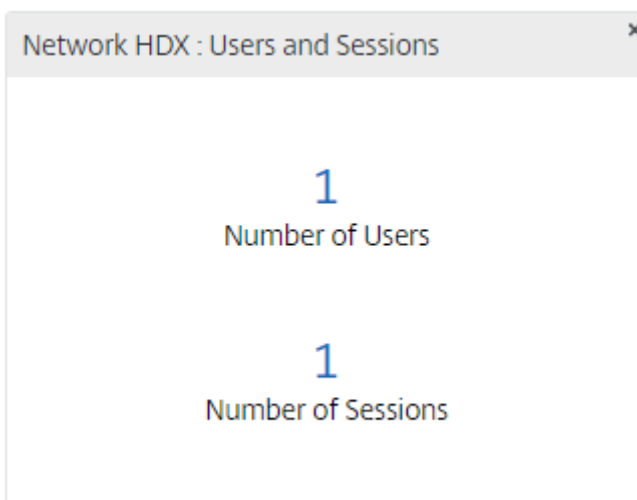 Network HDX : Users and Sessions
1
Number of Users
1
Number of Sessions